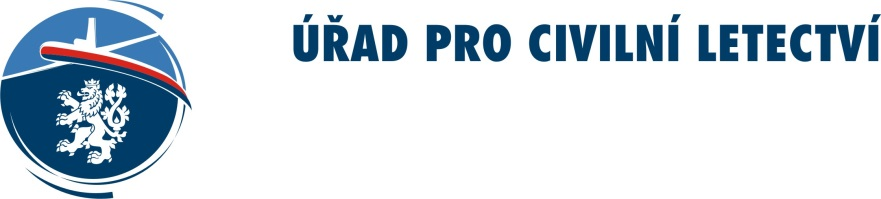 ÚŘAD PRO CIVILNÍ LETECTVÍ